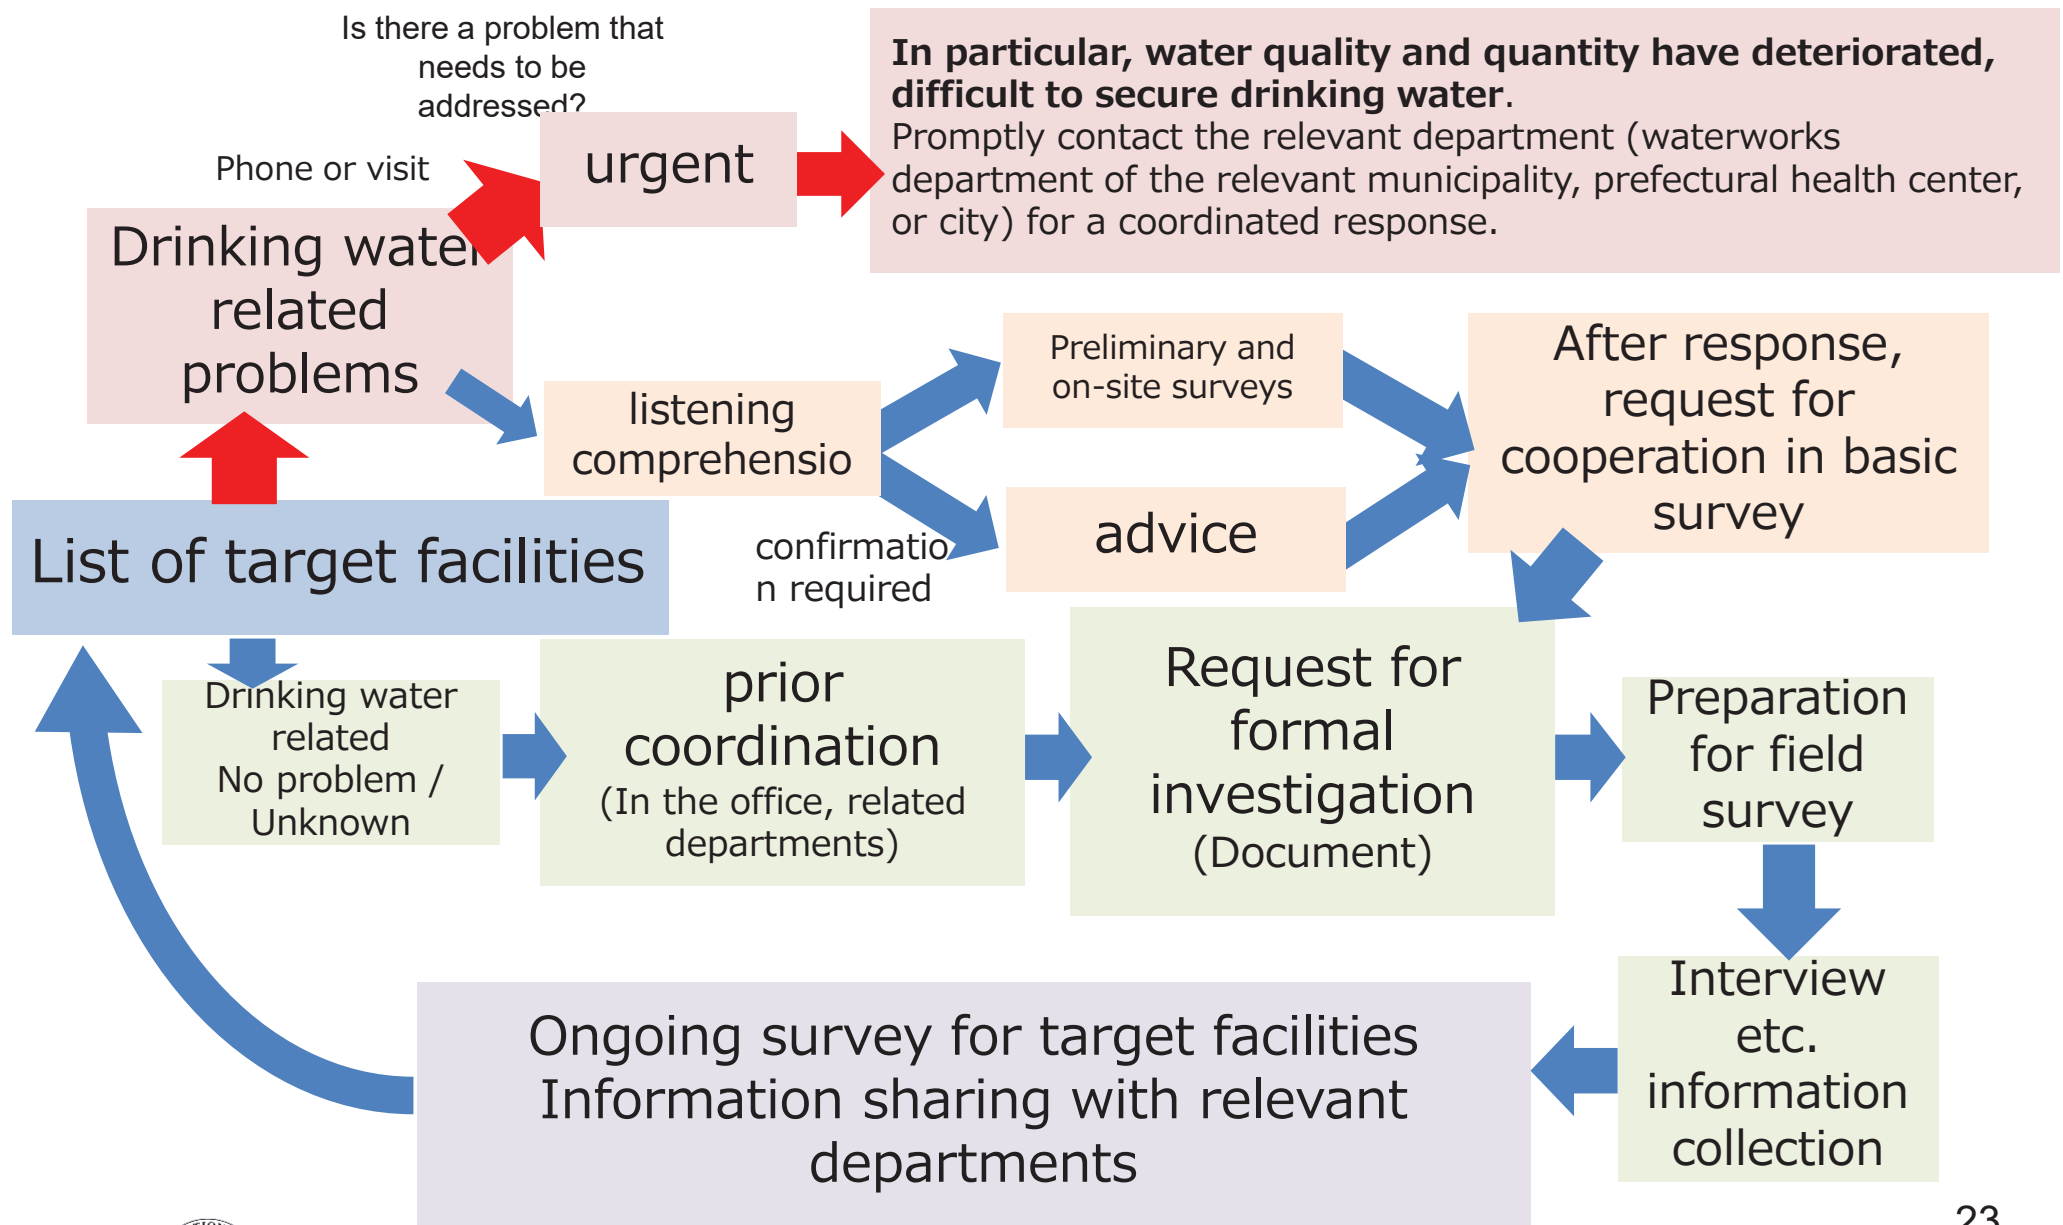 Is there a problem that
needs to be
addressed?
Phone or visit
urgent
In particular, water quality and quantity have deteriorated,
difficult to secure drinking water.
Promptly contact the relevant department (waterworks
department of the relevant municipality, prefectural health center,
or city) for a coordinated response.
Drinking water
related
problems
listening
comprehensio
Preliminary and
on-site surveys
advice
After response,
request for
cooperation in basic
survey
confirmatio
n required
List of target facilities
Drinking water
related
No problem /
Unknown
prior
coordination
(In the office, related
departments)
Request for
formal
investigation
(Document)
Preparation
for field
survey
Interview
etc.
information
collection
Ongoing survey for target facilities
Information sharing with relevant
departments
23